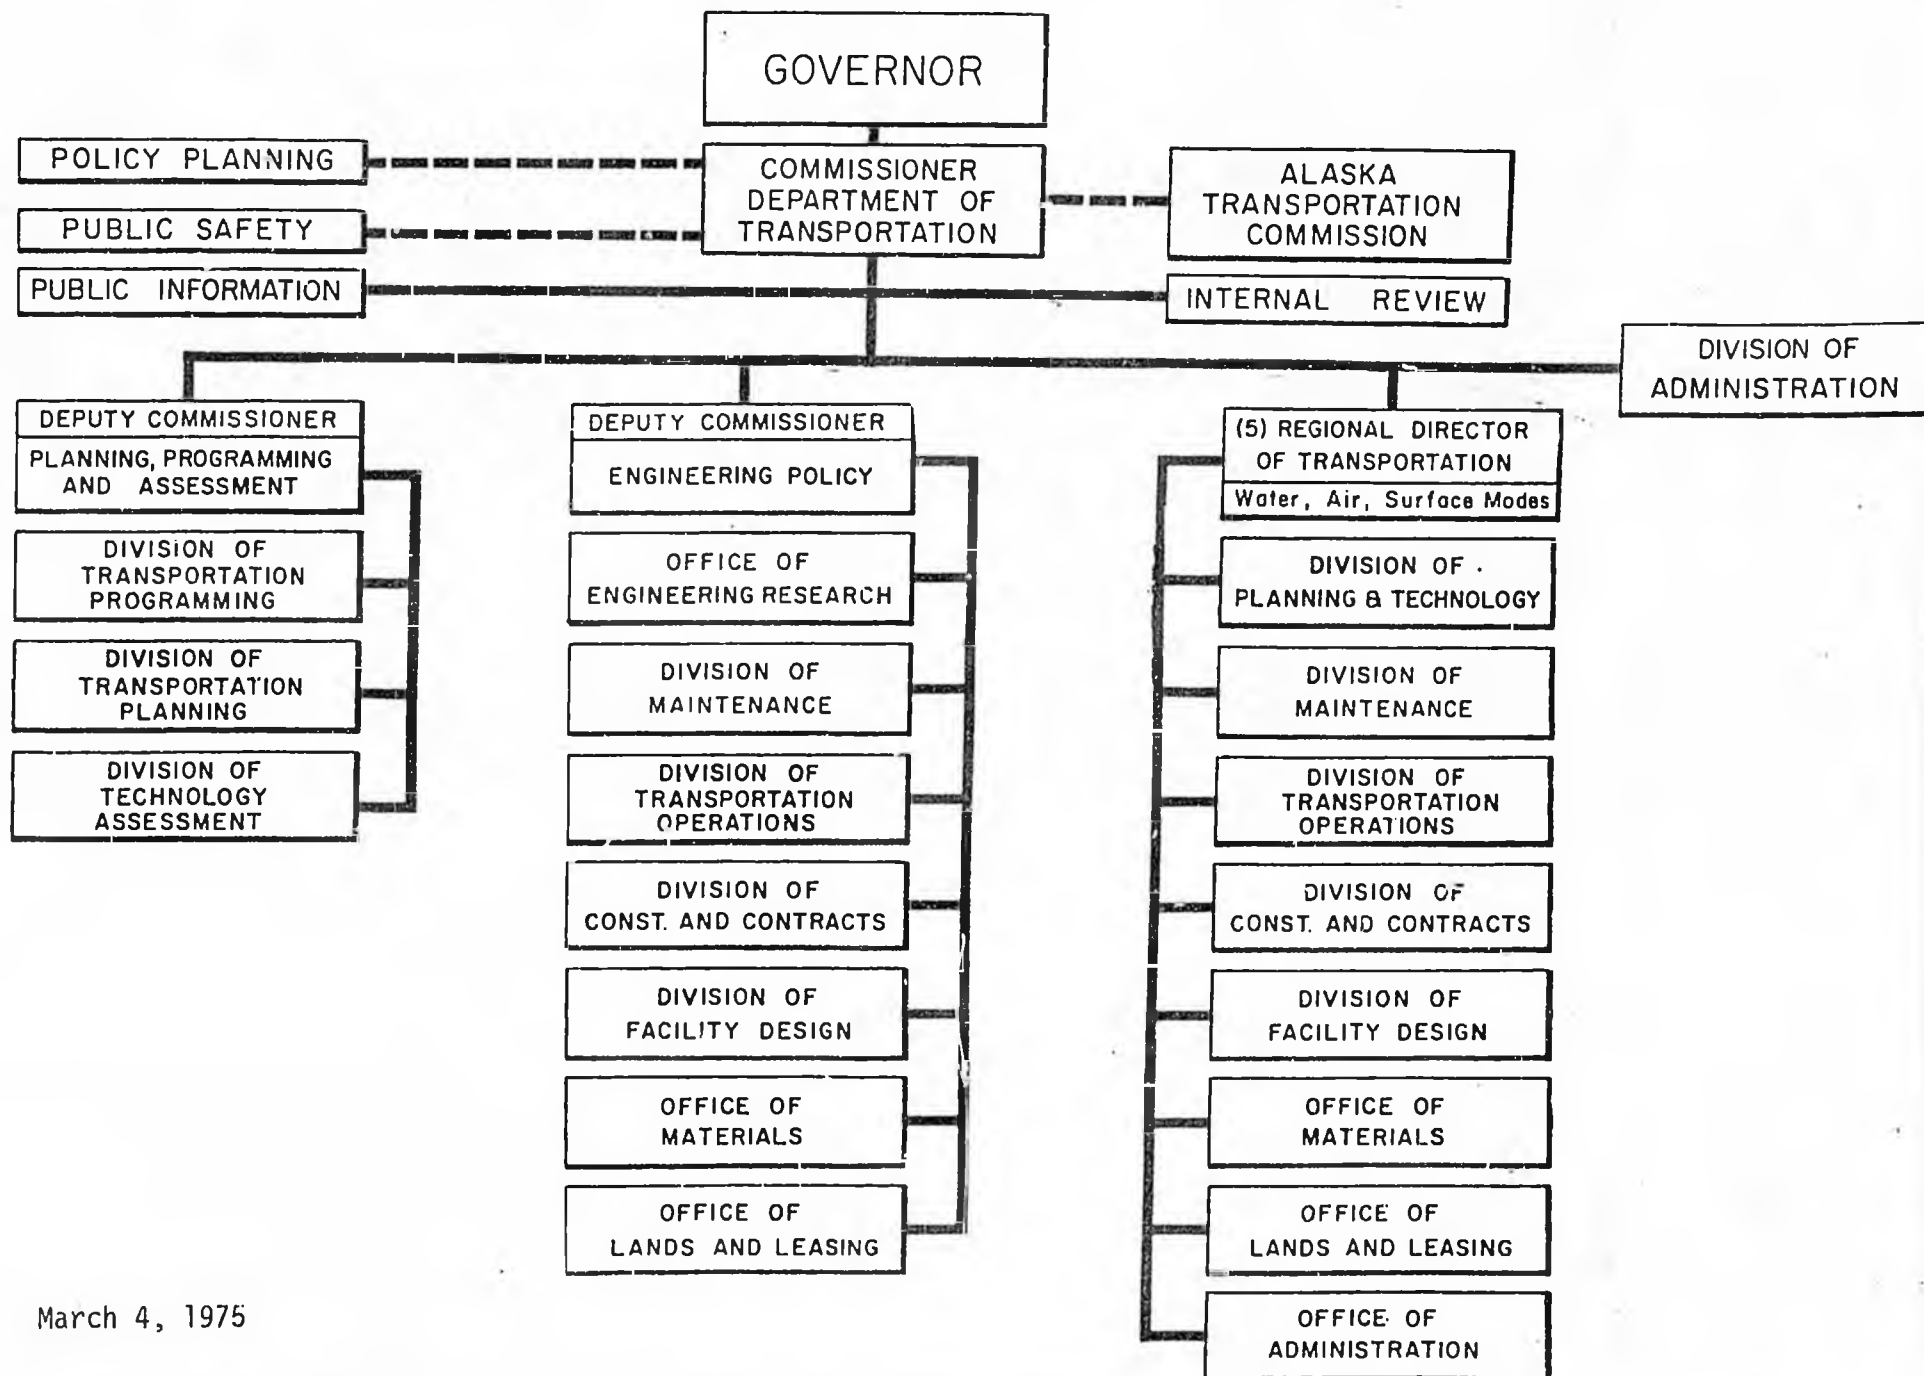 GOVERNOR
POLICY PLANNING
PUBLIC SAFETY
PUBLIC INFORMATION
COMMISSIONER
DEPARTMENT OF
TRANSPORTATION
ALASKA
TRANSPORTATION
COMMISSION
INTERNAL REVIEW
DIVISION OF
ADMINISTRATION
DEPUTY COMMISSIONER
PLANNING, PROGRAMMING
AND ASSESSMENT
DIVISION OF
TRANSPORTATION
PROGRAMMING
DIVISION OF
TRANSPORTATION
PLANNING
DIVISION OF
TECHNOLOGY
ASSESSMENT
DEPUTY COMMISSIONER
ENGINEERING POLICY
OFFICE OF
ENGINEERING RESEARCH
DIVISION OF
MAINTENANCE
DIVISION OF
TRANSPORTATION
OPERATIONS
DIVISION OF
CONST. AND CONTRACTS
DIVISION OF
FACILITY DESIGN
OFFICE OF
MATERIALS
OFFICE OF
LANDS AND LEASING
(5) REGIONAL DIRECTOR
OF TRANSPORTATION
Water, Air, Surface Modes
DIVISION OF
PLANNING & TECHNOLOGY
DIVISION OF
MAINTENANCE
DIVISION OF
TRANSPORTATION
OPERATIONS
DIVISION OF
CONST. AND CONTRACTS
DIVISION OF
FACILITY DESIGN
OFFICE OF
MATERIALS
OFFICE OF
LANDS AND LEASING
OFFICE OF
ADMINISTRATION
March 4, 1975